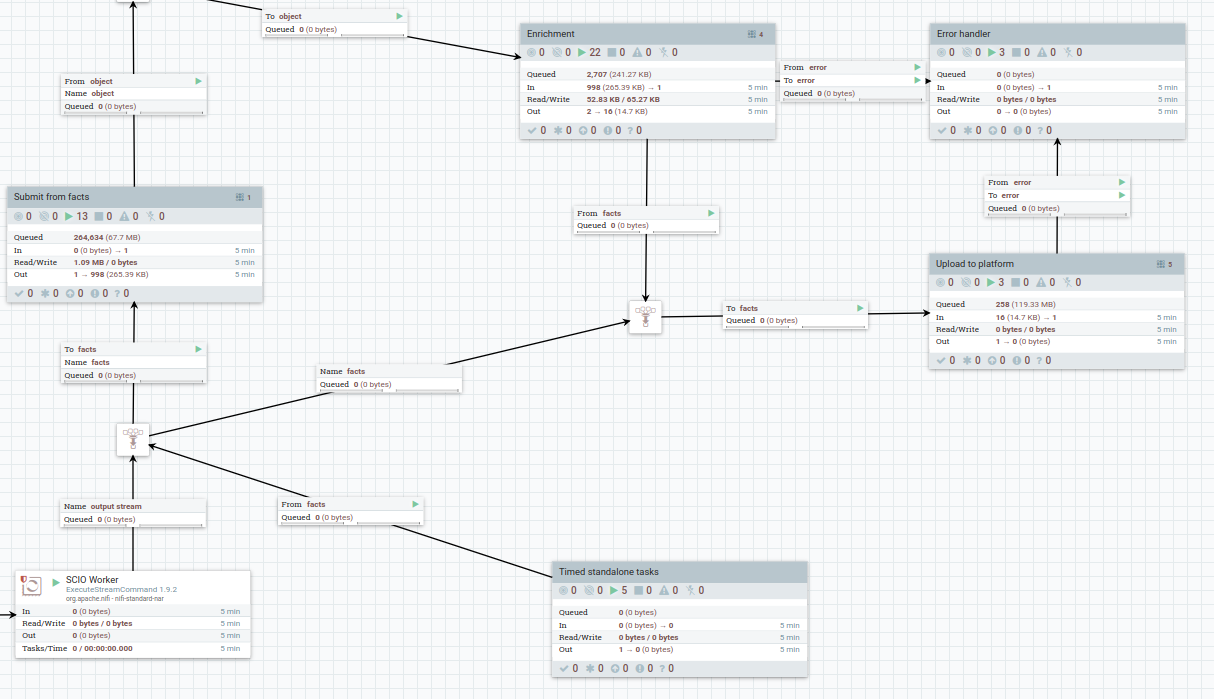 To object
Queued 0 (0 bytes)
Enrichment 4
0 0 22 0 0 0
Queued 2,707 (241.27 KB)
In 998 (265.39 KB) → 1 5 min
Read/Write 52.83 KB / 65.27 KB 5 min
Out 2 → 16 (14.7 KB) 5 min
0 0 0 0 ? 0
From error
To error
Queued 0 (0 bytes)
Error handler
0 0 3 0 0 0
Queued 0 (0 bytes)
In 0 (0 bytes) → 1 5 min
Read/Write 0 bytes / 0 bytes 5 min
Out 0 → 0 (0 bytes) 5 min
0 0 0 0 ? 0
From object
Name object
Queued 0 (0 bytes)
Submit from facts 1
0 0 13 0 0 0
Queued 264,634 (67.7 MB)
In 0 (0 bytes) → 1 5 min
Read/Write 1.09 MB / 0 bytes 5 min
Out 1 → 998 (265.39 KB) 5 min
0 0 0 0 ? 0
From facts
Queued 0 (0 bytes)
From error
To error
Queued 0 (0 bytes)
Upload to platform 5
0 0 3 0 0 0
Queued 258 (119.33 MB)
In 16 (14.7 KB) → 1 5 min
Read/Write 0 bytes / 0 bytes 5 min
Out 1 → 0 (0 bytes) 5 min
0 0 0 0 ? 0
To facts
Queued 0 (0 bytes)
To facts
Name facts
Queued 0 (0 bytes)
Name facts
Queued 0 (0 bytes)
Name output stream
Queued 0 (0 bytes)
From facts
Queued 0 (0 bytes)
SCIO Worker
ExecuteStreamCommand 1.9.2
org.apache.nifi - nifi-standard-nar
In 0 (0 bytes) 5 min
Read/Write 0 bytes / 0 bytes 5 min
Out 0 (0 bytes) 5 min
Tasks/Time 0 / 00:00:00.000 5 min
Timed standalone tasks
0 0 5 0 0 0
Queued 0 (0 bytes)
In 0 (0 bytes) → 0 5 min
Read/Write 0 bytes / 0 bytes 5 min
Out 1 → 0 (0 bytes) 5 min
0 0 0 0 ? 0